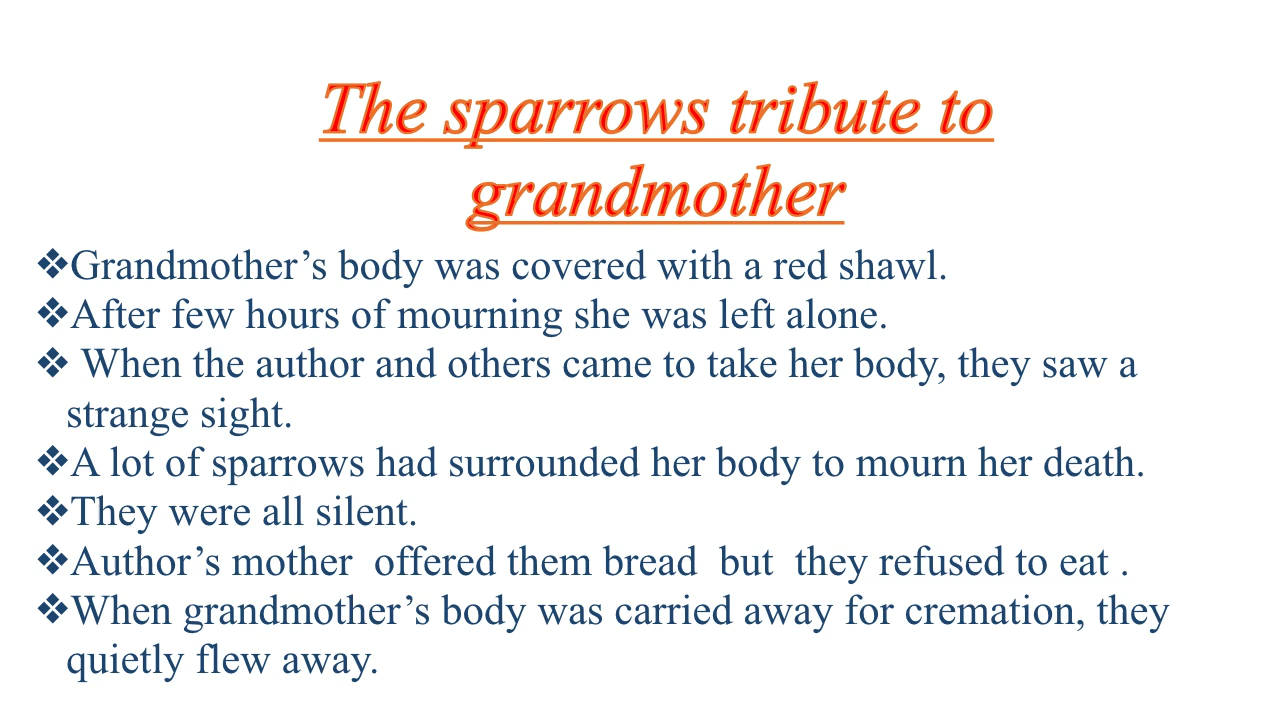 The sparrows tribute to
grandmother
❖Grandmother’s body was covered with a red shawl.
❖After few hours of mourning she was left alone.
❖ When the author and others came to take her body, they saw a
strange sight.
❖A lot of sparrows had surrounded her body to mourn her death.
❖They were all silent.
❖Author’s mother  offered them bread  but  they refused to eat .
❖When grandmother’s body was carried away for cremation, they
quietly flew away.